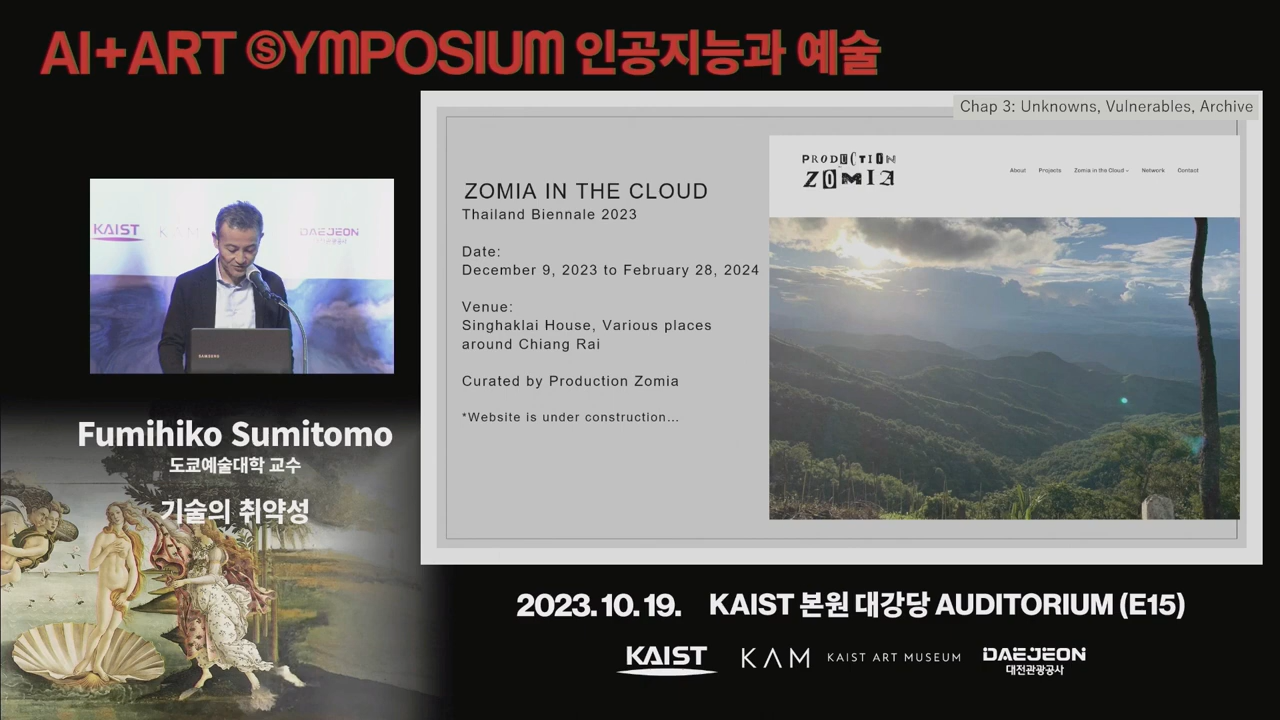 AI+ART ⓢYMPOSIUM 인공지능과 예술
Chap 3: Unknowns, Vulnerables, Archive
PRODUCTION
ZOMIA
About Projects Zomia in the Cloud Network Contact
ZOMIA IN THE CLOUD
Thailand Biennale 2023
Date:
December 9, 2023 to February 28, 2024
Venue:
Singhaklai House, Various places
around Chiang Rai
Curated by Production Zomia
*Website is under construction...
KAIST
DAEJEON
SAMSUNG
Fumihiko Sumitomo
도쿄예술대학 교수
기술의 취약성
2023.10.19. KAIST 본원 대강당 AUDITORIUM (E15)
KAIST KAM KAIST ART MUSEUM DAEJEON
대전관광공사